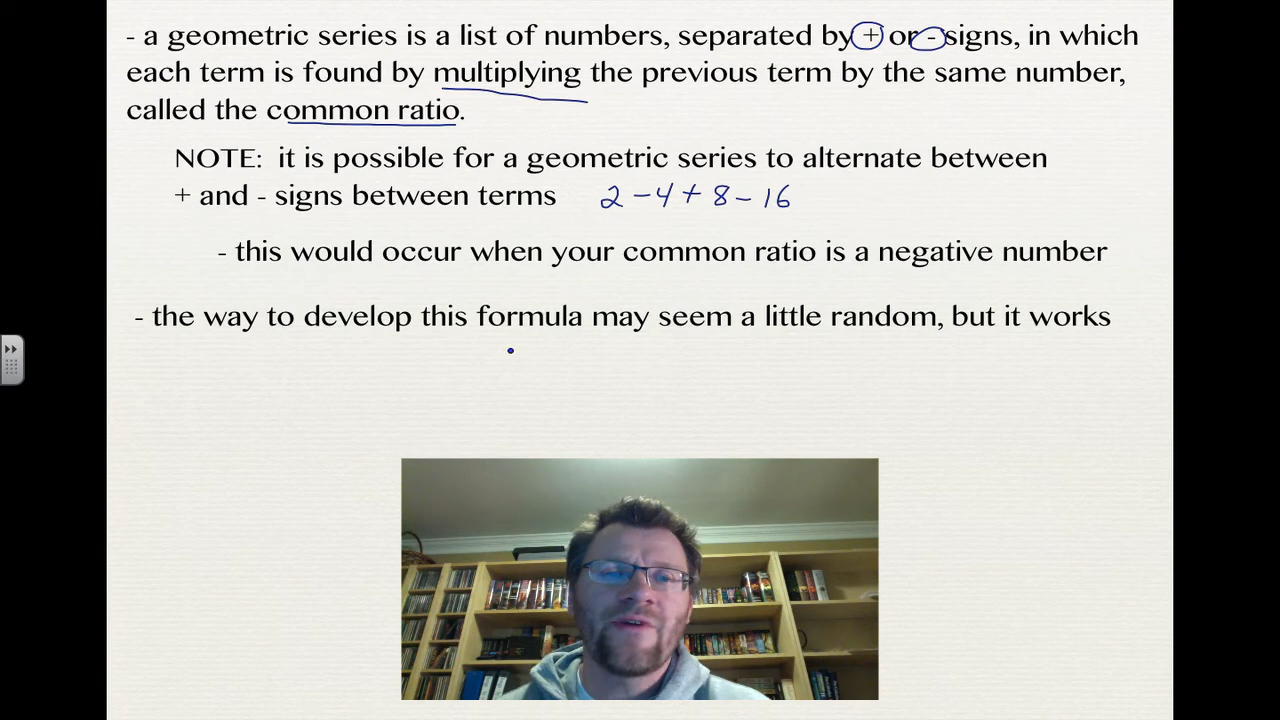 - a geometric series is a list of numbers, separated by + or - signs, in which
each term is found by multiplying the previous term by the same number,
called the common ratio.
NOTE: it is possible for a geometric series to alternate between
+ and - signs between terms 2 - 4 + 8 - 16
- this would occur when your common ratio is a negative number
- the way to develop this formula may seem a little random, but it works